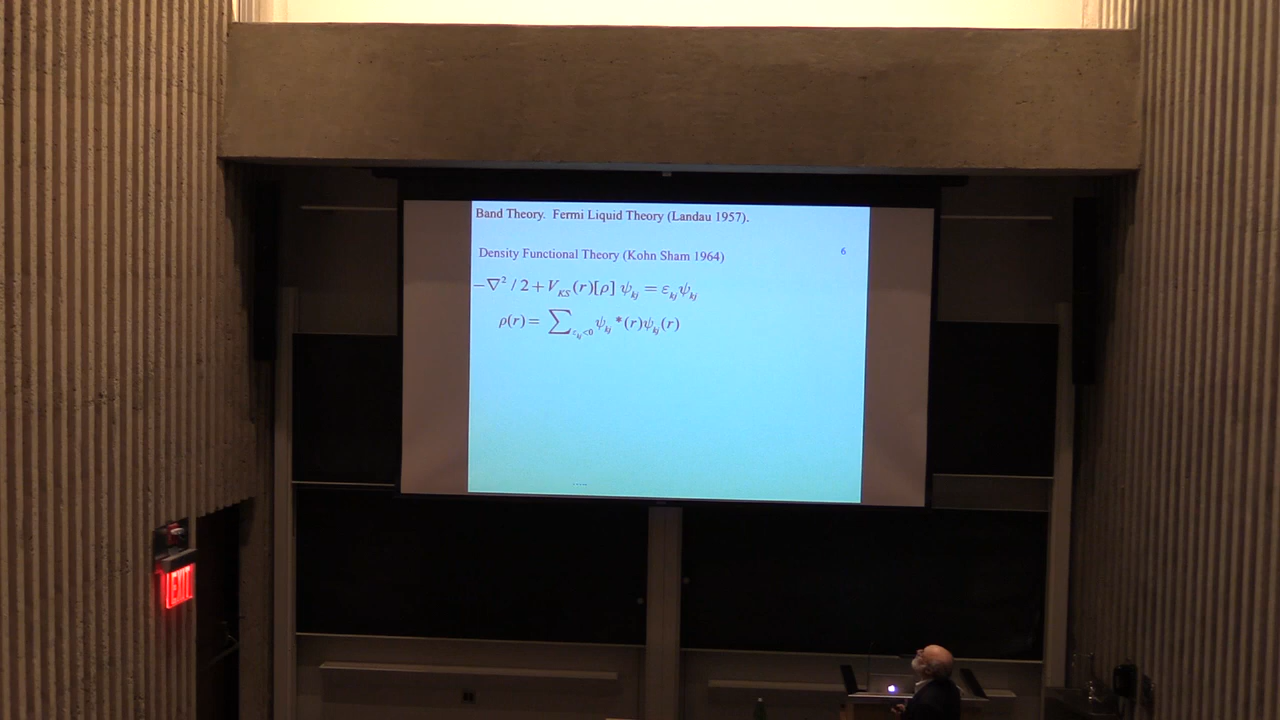 Band Theory. Fermi Liquid Theory (Landau 1957).
6
Density Functional Theory (Kohn Sham 1964)
−∇² / 2 + V_KS(r)[ρ] ψ_kj = ε_kj ψ_kj
ρ(r) = ∑_{ε_kj<0} ψ_kj *(r)ψ_kj(r)
EXIT